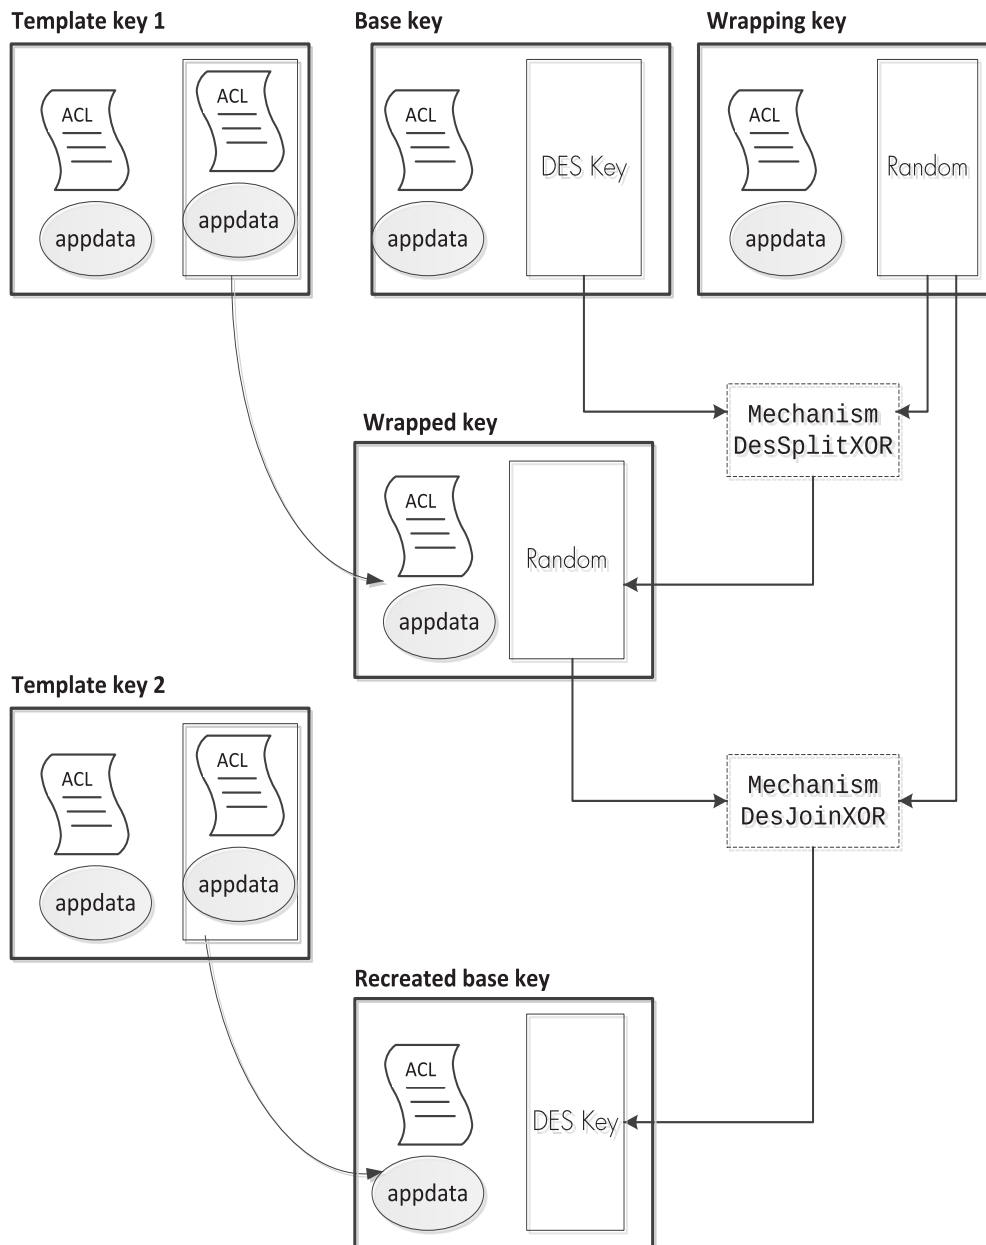 Template key 1
Base key
Wrapping key
ACL
ACL
appdata
appdata
ACL
appdata
DES Key
ACL
appdata
Random
Mechanism
DesSplitXOR
Wrapped key
ACL
appdata
Random
Template key 2
ACL
ACL
appdata
appdata
Mechanism
DesJoinXOR
Recreated base key
ACL
appdata
DES Key